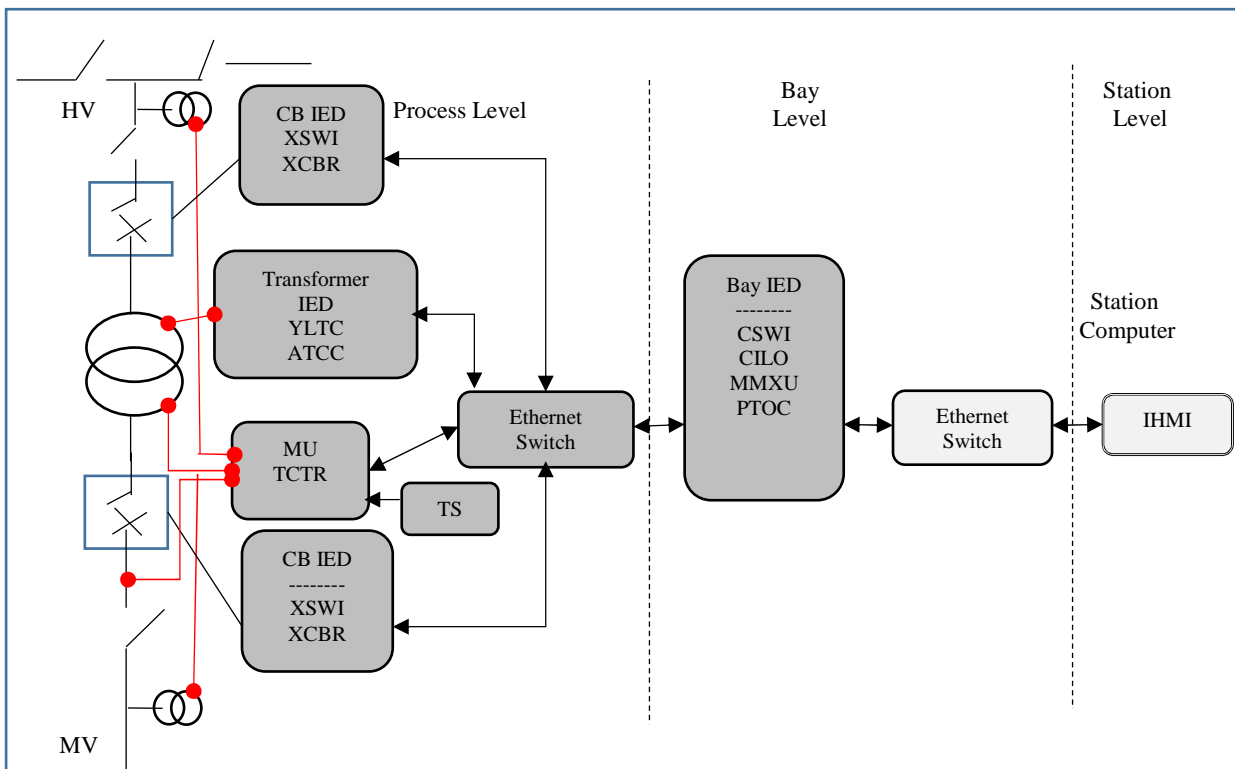 HV
CB IED
XSWI
XCBR
Process Level
Bay
Level
Station
Level
Transformer
IED
YLTC
ATCC
Bay IED
--------
CSWI
CILO
MMXU
PTOC
Station
Computer
MU
TCTR
TS
Ethernet
Switch
Ethernet
Switch
IHMI
CB IED
--------
XSWI
XCBR
MV